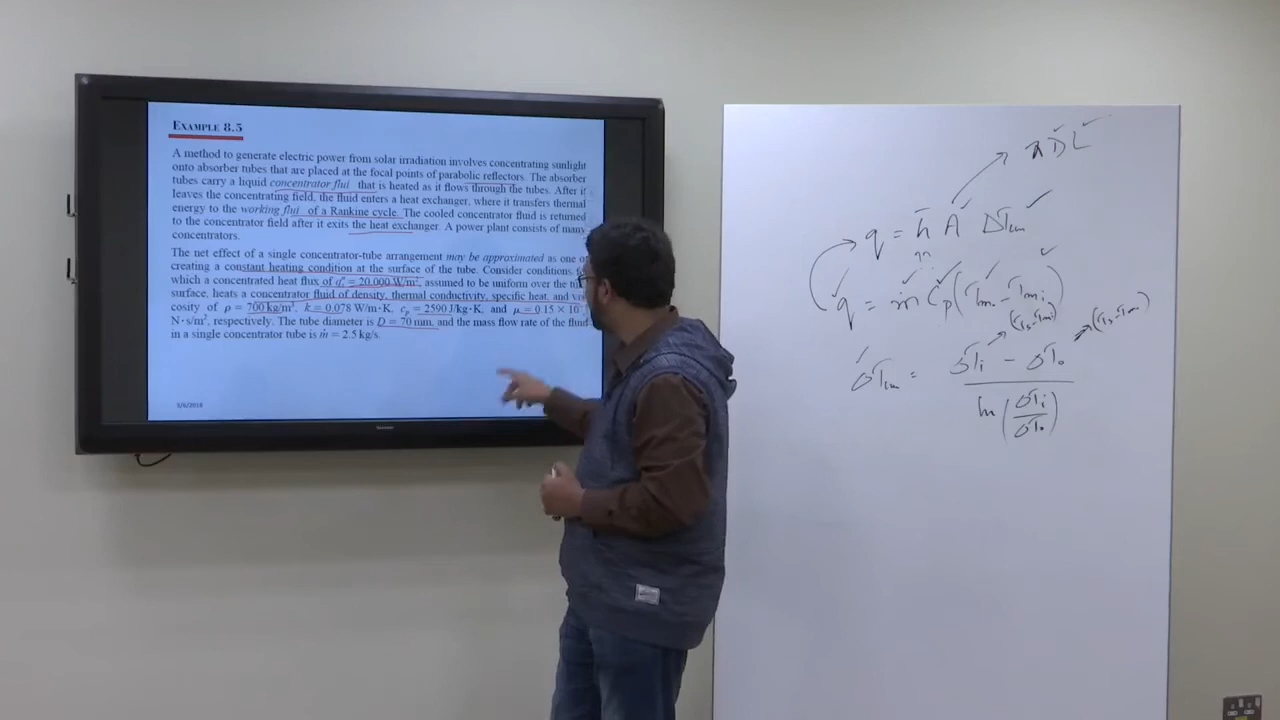 EXAMPLE 8.5
A method to generate electric power from solar irradiation involves concentrating sunlight
onto absorber tubes that are placed at the focal points of parabolic reflectors. The absorber
tubes carry a liquid concentrator flui that is heated as it flows through the tubes. After it
leaves the concentrating field, the fluid enters a heat exchanger, where it transfers thermal
energy to the working flui of a Rankine cycle. The cooled concentrator fluid is returned
to the concentrator field after it exits the heat exchanger. A power plant consists of many
concentrators.
The net effect of a single concentrator-tube arrangement may be approximated as one of
creating a constant heating condition at the surface of the tube. Consider conditions
which a concentrated heat flux of q″ = 20,000 W/m², assumed to be uniform over the
surface, heats a concentrator fluid of density, thermal conductivity, specific heat, and
cosity of ρ = 700 kg/m³, k = 0.078 W/m·K, cp = 2590 J/kg·K, and μ = 0.15 × 10
N·s/m², respectively. The tube diameter is D = 70 mm, and the mass flow rate of the fluid
in a single concentrator tube is ṁ = 2.5 kg/s.
πDL
q = h̄ A ΔTlm
q = ṁ Cp(Tmo - Tmi)
(Ts-Tmi)
ΔTlm = ΔTi - ΔTo
ln(ΔTi/ΔTo)